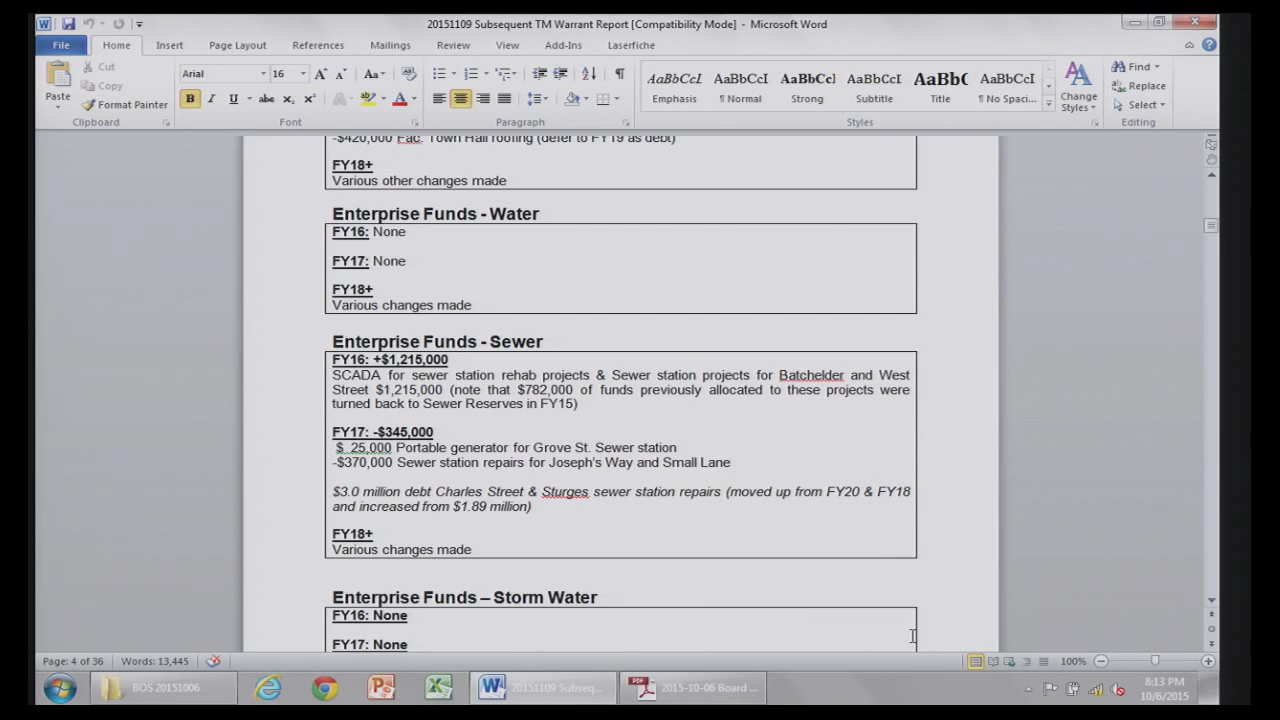 20151109 Subsequent TM Warrant Report [Compatibility Mode] - Microsoft Word
File Home Insert Page Layout References Mailings Review View Add-Ins Laserfiche
Paste
Cut
Copy
Format Painter
Clipboard
Arial 16
Font
Paragraph
AaBbCcI AaBbCcI AaBbCcI AaBbCcI AaBbC AaBbCcI
Emphasis ¶ Normal Strong Subtitle Title ¶ No Spaci...
Change
Styles
Styles
Find
Replace
Select
Editing
-$420,000 Fac. Town Hall roofing (defer to FY19 as debt)
FY18+
Various other changes made
Enterprise Funds - Water
FY16: None
FY17: None
FY18+
Various changes made
Enterprise Funds - Sewer
FY16: +$1,215,000
SCADA for sewer station rehab projects & Sewer station projects for Batchelder and West
Street $1,215,000 (note that $782,000 of funds previously allocated to these projects were
turned back to Sewer Reserves in FY15)
FY17: -$345,000
$ 25,000 Portable generator for Grove St. Sewer station
-$370,000 Sewer station repairs for Joseph's Way and Small Lane
$3.0 million debt Charles Street & Sturges sewer station repairs (moved up from FY20 & FY18
and increased from $1.89 million)
FY18+
Various changes made
Enterprise Funds – Storm Water
FY16: None
FY17: None
Page: 4 of 36 Words: 13,445 100%
BOS 20151006
20151109 Subseq...
2015-10-06 Board ...
8:13 PM
10/6/2015